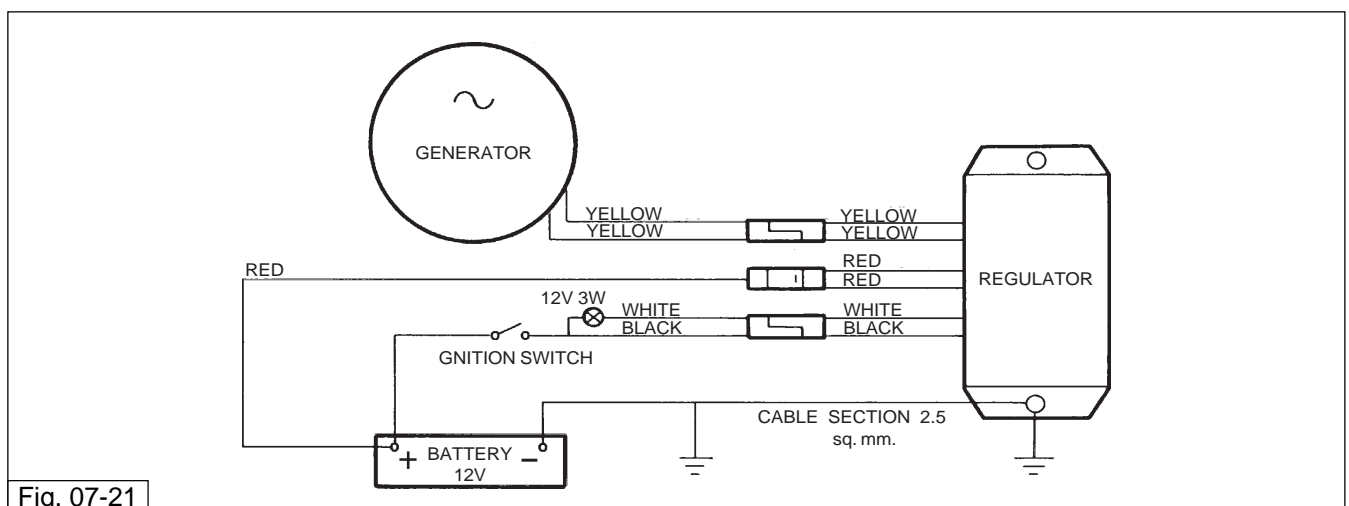 GENERATOR
YELLOW YELLOW
YELLOW YELLOW
RED RED
RED REGULATOR
12V 3W WHITE WHITE
BLACK BLACK
GNITION SWITCH
CABLE SECTION 2.5
sq. mm.
+ BATTERY −
12V
Fig. 07-21